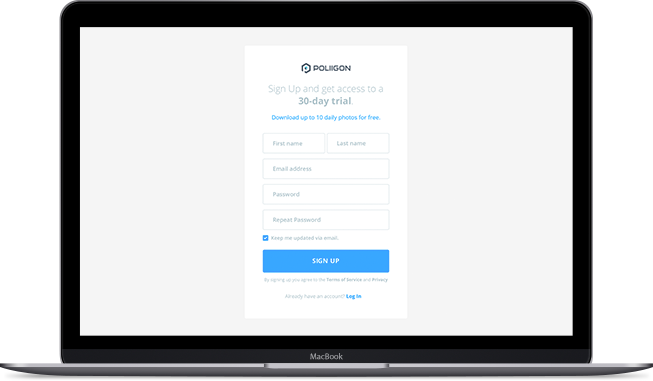 POLIIGON
Sign Up and get access to a
30-day trial.
Download up to 10 daily photos for free.
First name
Last name
Email address
Password
Repeat Password
Keep me updated via email.
SIGN UP
By signing up you agree to the Terms of Service and Privacy
Already have an account? Log In
MacBook